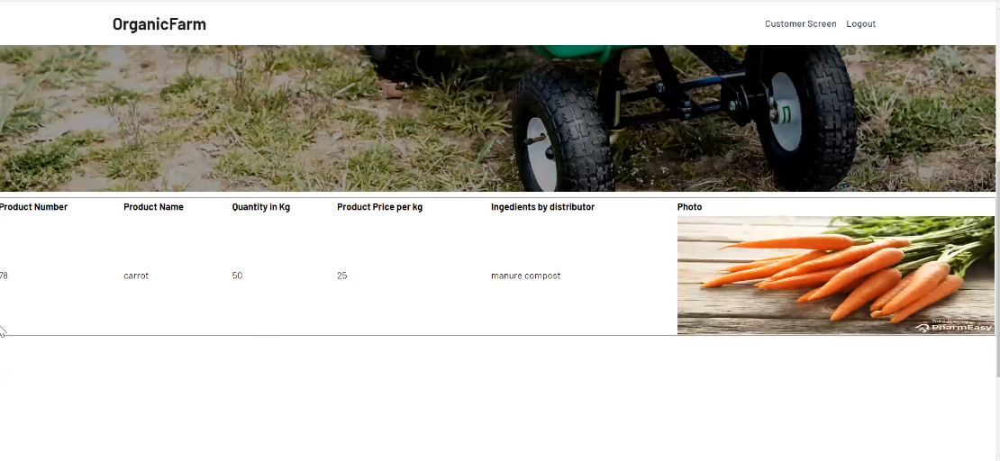 OrganicFarm
Customer Screen Logout
Product Number Product Name Quantity in Kg Product Price per kg Ingedients by distributor Photo
78 carrot 50 25 manure compost
PharmEasy